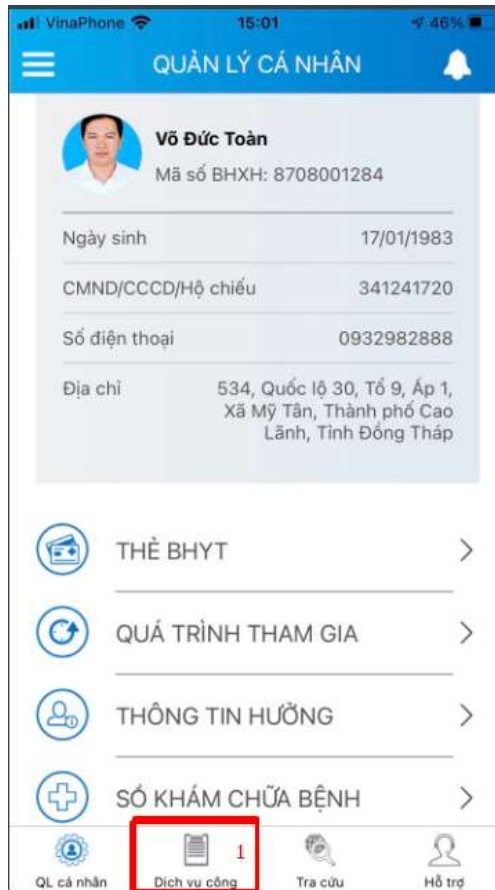 VinaPhone 15:01 46%
QUẢN LÝ CÁ NHÂN
Võ Đức Toàn
Mã số BHXH: 8708001284
Ngày sinh 17/01/1983
CMND/CCCD/Hộ chiếu 341241720
Số điện thoại 0932982888
Địa chỉ 534, Quốc lộ 30, Tổ 9, Ấp 1,
Xã Mỹ Tân, Thành phố Cao
Lãnh, Tỉnh Đồng Tháp
THẺ BHYT
QUÁ TRÌNH THAM GIA
THÔNG TIN HƯỞNG
SỔ KHÁM CHỮA BỆNH
1
QL cá nhân Dịch vụ công Tra cứu Hỗ trợ